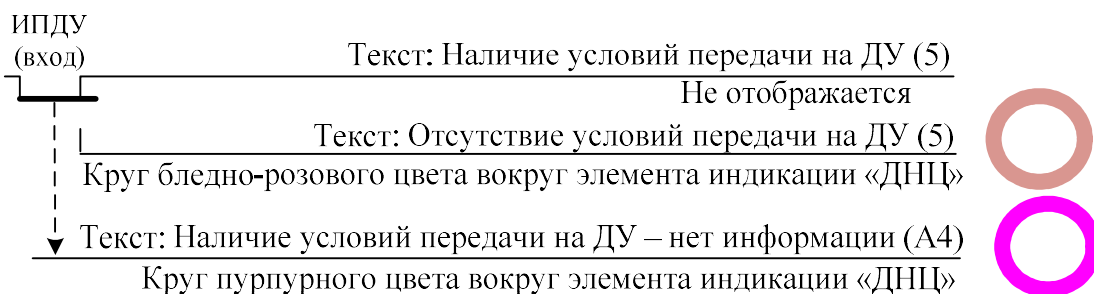 ИПДУ
(вход)
Текст: Наличие условий передачи на ДУ (5)
Не отображается
Текст: Отсутствие условий передачи на ДУ (5)
Круг бледно-розового цвета вокруг элемента индикации «ДНЦ»
Текст: Наличие условий передачи на ДУ – нет информации (А4)
Круг пурпурного цвета вокруг элемента индикации «ДНЦ»